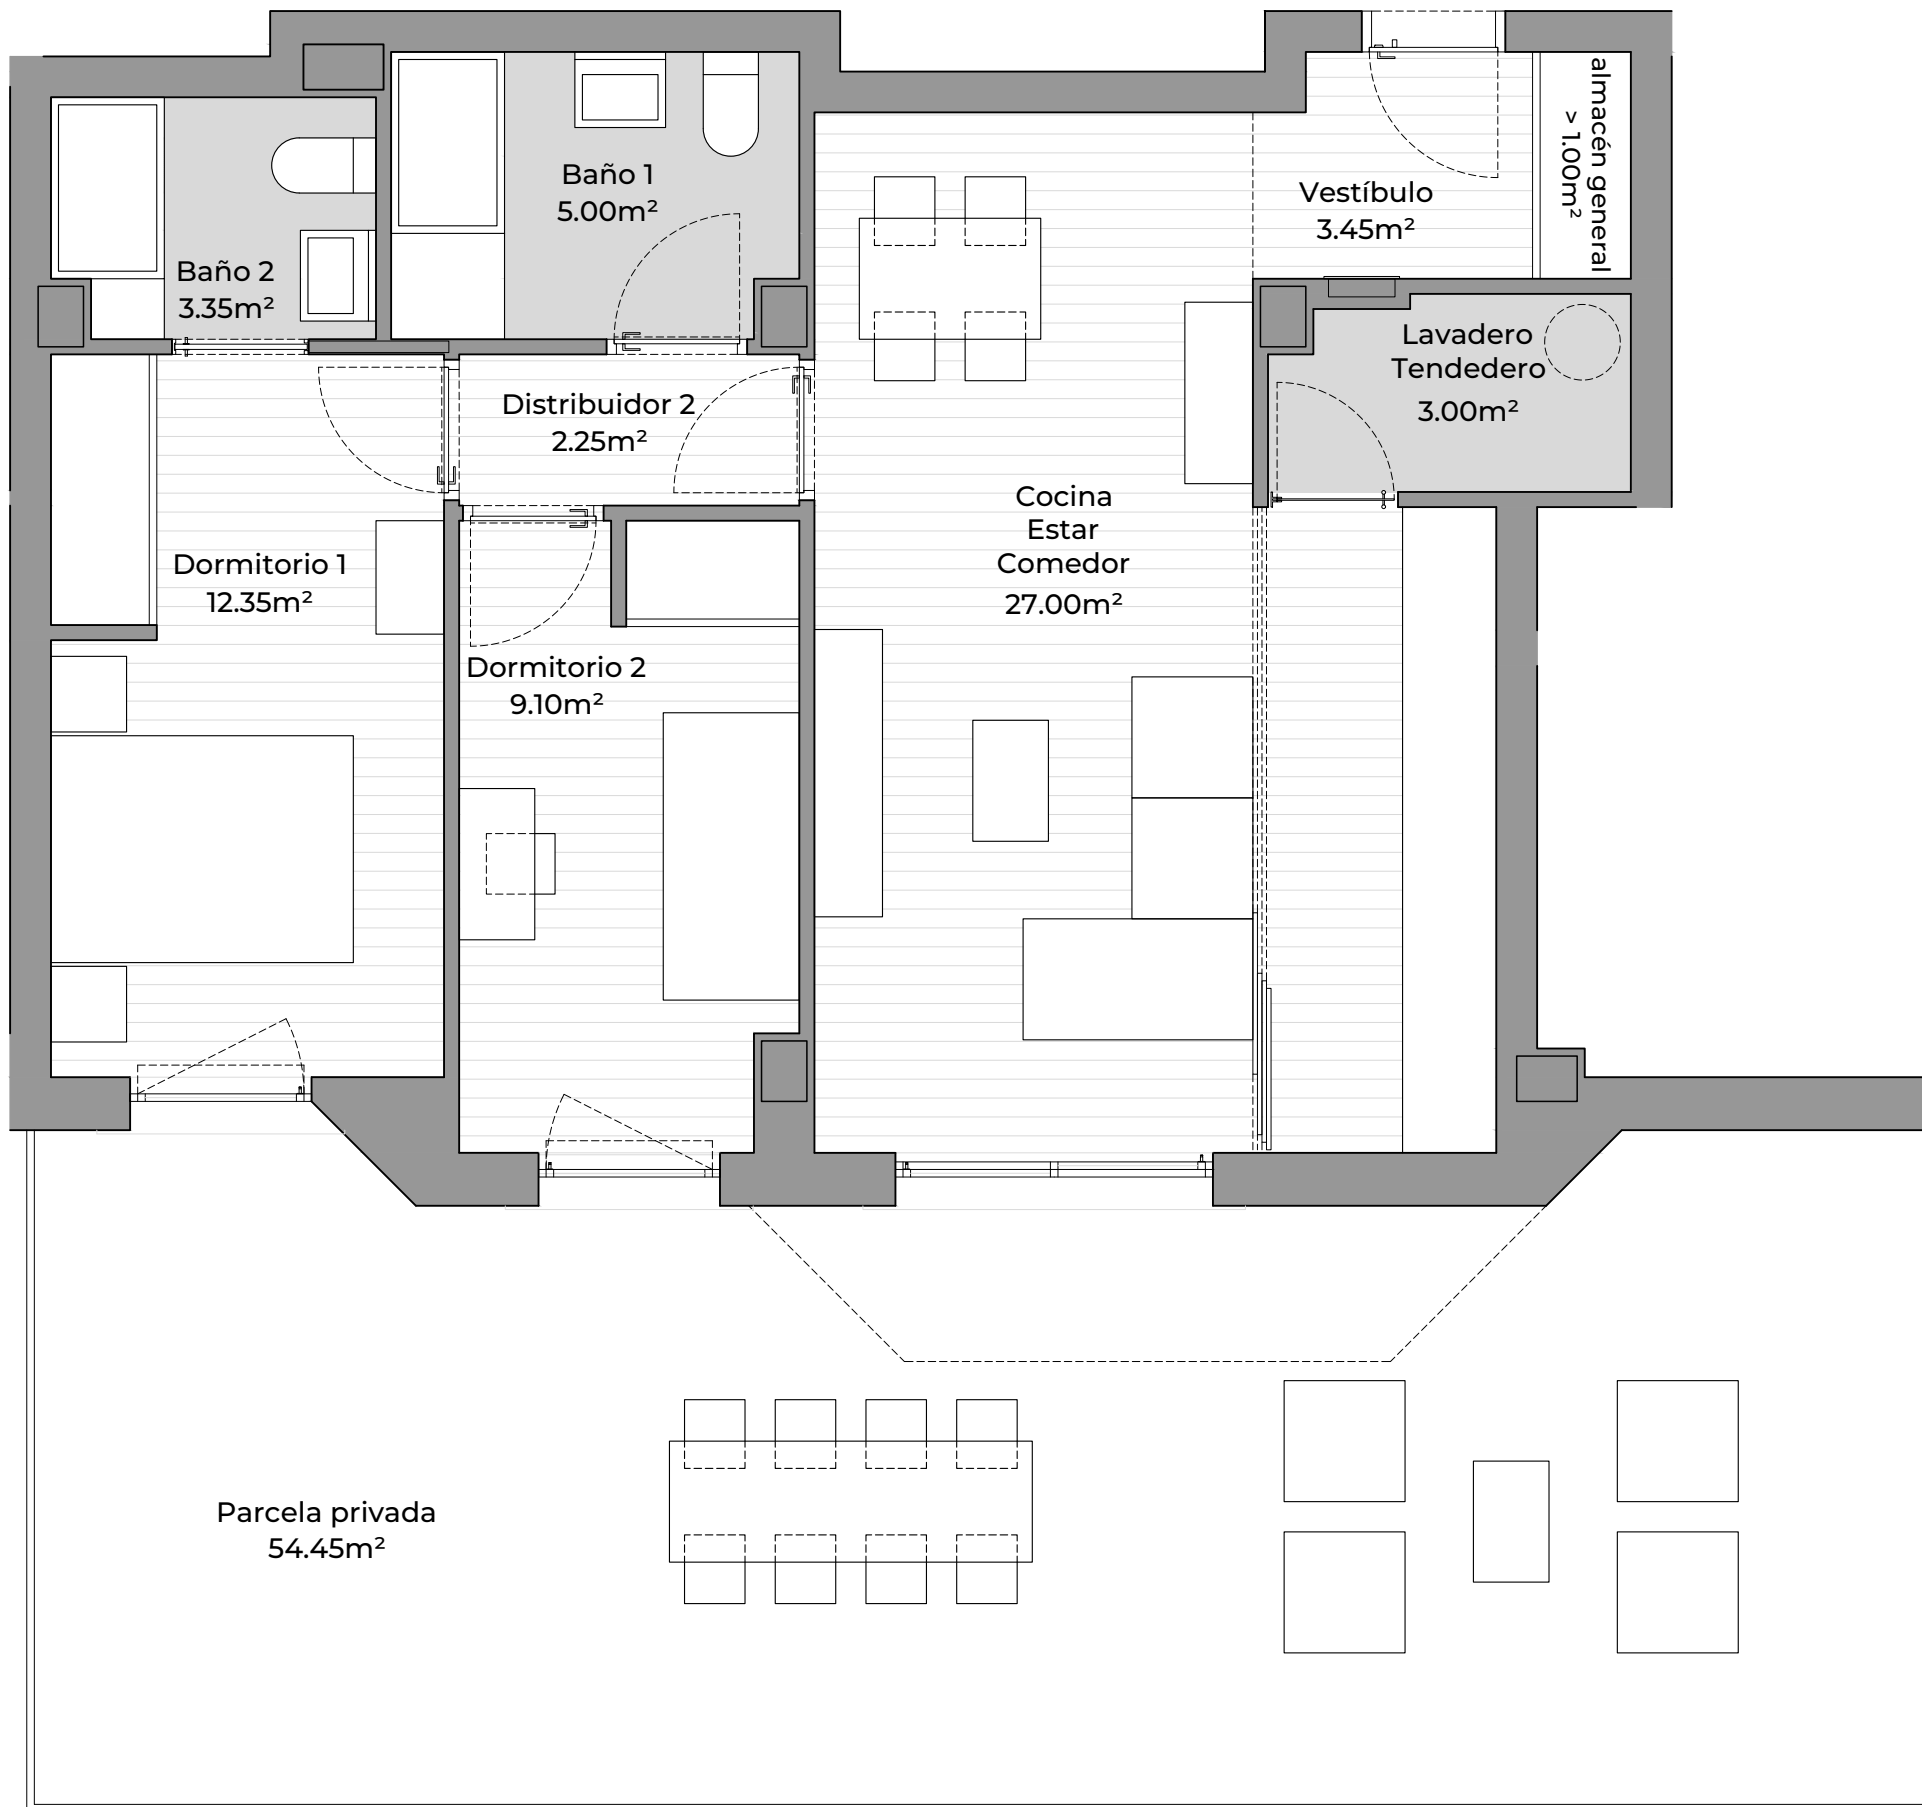 almacén general
> 1.00m²
Baño 1
5.00m²
Vestíbulo
3.45m²
Baño 2
3.35m²
Lavadero
Tendedero
3.00m²
Distribuidor 2
2.25m²
Cocina
Estar
Comedor
27.00m²
Dormitorio 1
12.35m²
Dormitorio 2
9.10m²
Parcela privada
54.45m²